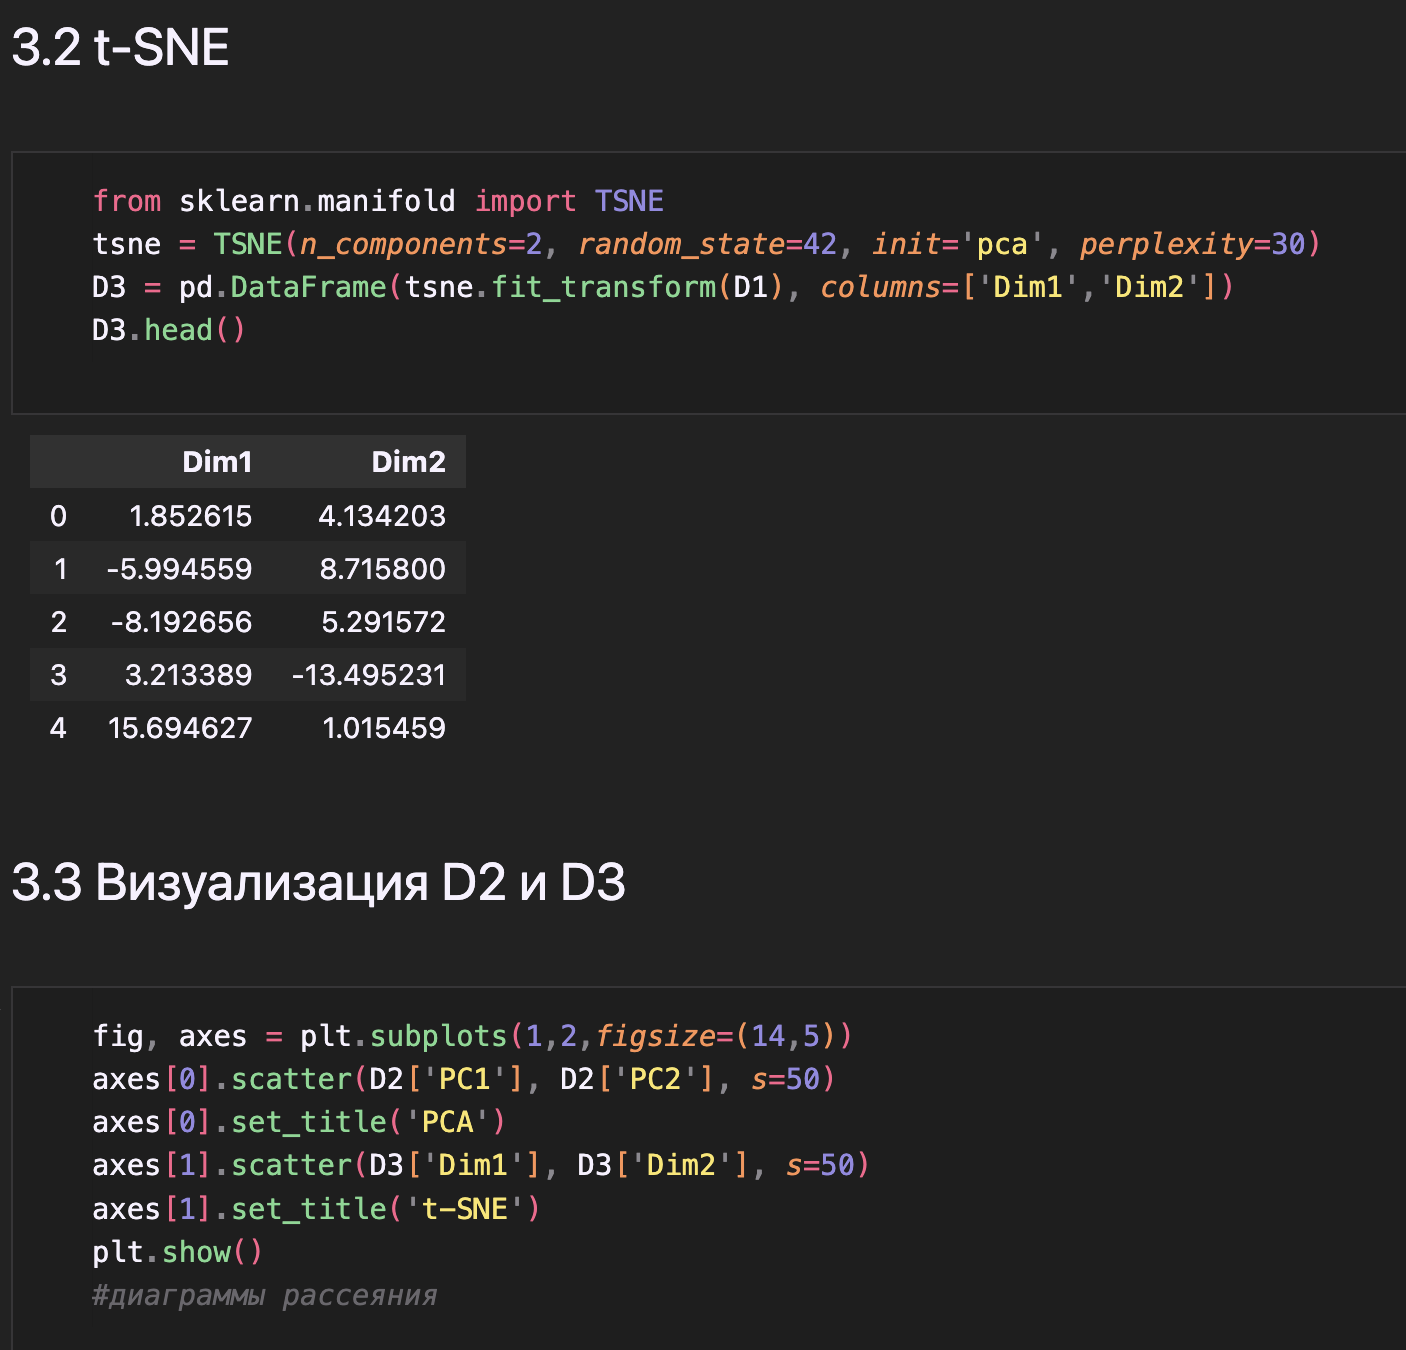 3.2 t-SNE
from sklearn.manifold import TSNE
tsne = TSNE(n_components=2, random_state=42, init='pca', perplexity=30)
D3 = pd.DataFrame(tsne.fit_transform(D1), columns=['Dim1','Dim2'])
D3.head()
Dim1 Dim2
0 1.852615 4.134203
1 -5.994559 8.715800
2 -8.192656 5.291572
3 3.213389 -13.495231
4 15.694627 1.015459
3.3 Визуализация D2 и D3
fig, axes = plt.subplots(1,2,figsize=(14,5))
axes[0].scatter(D2['PC1'], D2['PC2'], s=50)
axes[0].set_title('PCA')
axes[1].scatter(D3['Dim1'], D3['Dim2'], s=50)
axes[1].set_title('t-SNE')
plt.show()
#диаграммы рассеяния